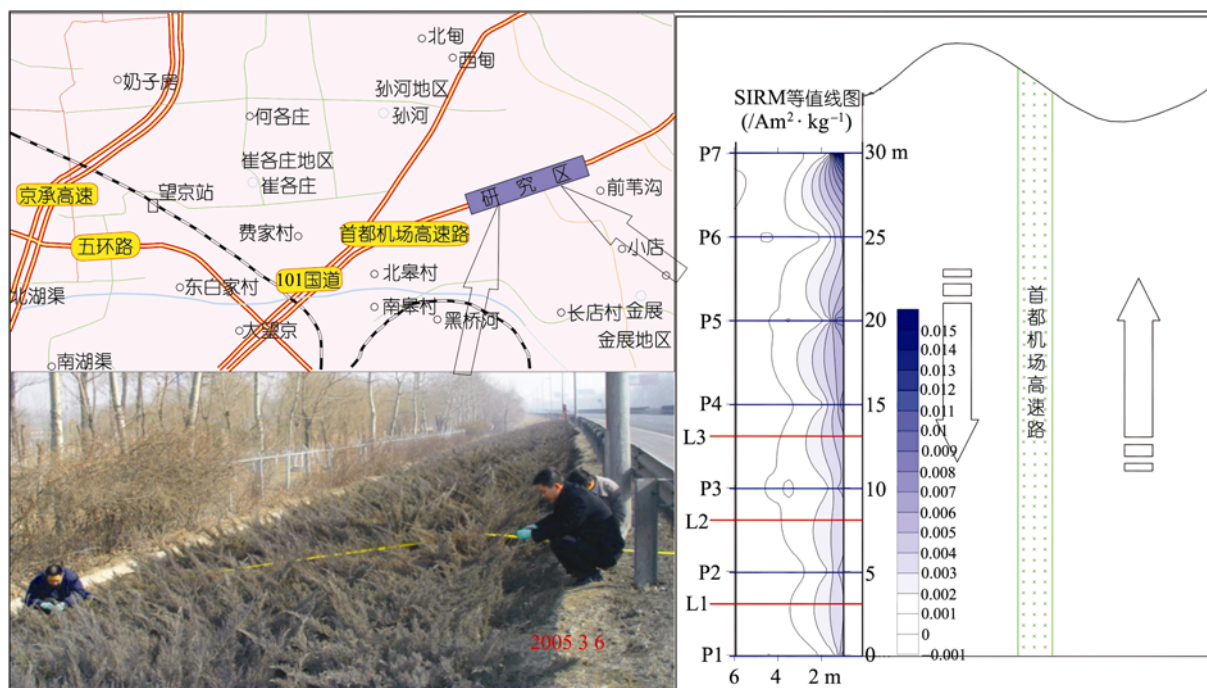 北甸
西甸
奶子房
孙河地区
何各庄
孙河
崔各庄地区
崔各庄
京承高速
望京站
研究区
前苇沟
费家村
首都机场高速路
五环路
小店
101国道
北皋村
东白家村
北湖渠
南皋村
黑桥河
长店村
金展
大望京
金展地区
南湖渠
2005 3 6
SIRM等值线图
(/Am²·kg⁻¹)
P7
30 m
P6
25
P5
20
P4
15
L3
P3
10
L2
P2
5
L1
P1
0
6 4 2 m
0.015
0.014
0.013
0.012
0.011
0.01
0.009
0.008
0.007
0.006
0.005
0.004
0.003
0.002
0.001
0
−0.001
首都机场高速路